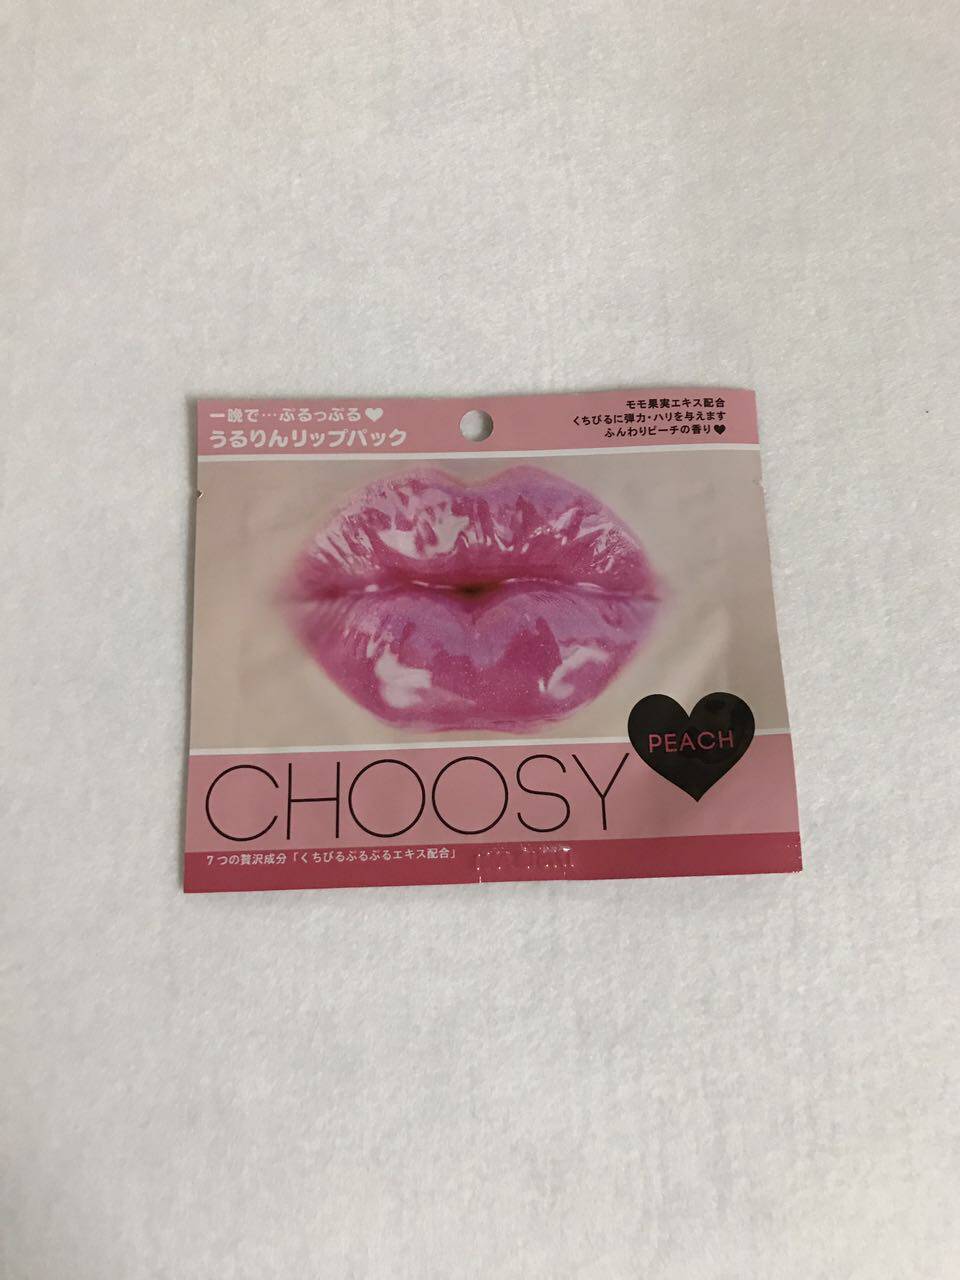 一晩で…ぷるっぷる♥
うるりんリップパック
モモ果実エキス配合
くちびるに弾力・ハリを与えます
ふんわりピーチの香り♥
PEACH
CHOOSY
7つの贅沢成分「くちびるぷるぷるエキス配合」